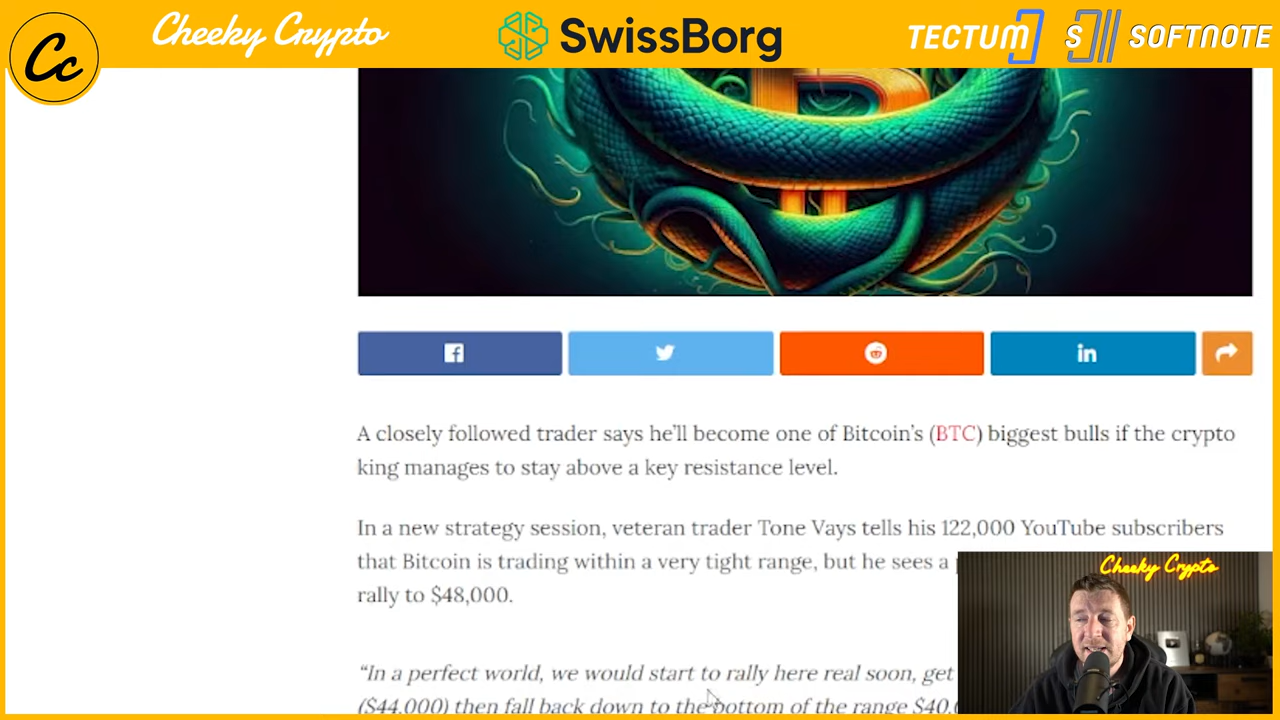 Cc
Cheeky Crypto
SwissBorg
TECTUM
S
SOFTNOTE
A closely followed trader says he'll become one of Bitcoin's (BTC) biggest bulls if the crypto
king manages to stay above a key resistance level.
In a new strategy session, veteran trader Tone Vays tells his 122,000 YouTube subscribers
that Bitcoin is trading within a very tight range, but he sees a
rally to $48,000.
“In a perfect world, we would start to rally here real soon, get
($44,000) then fall back down to the bottom of the range $40,
Cheeky Crypto